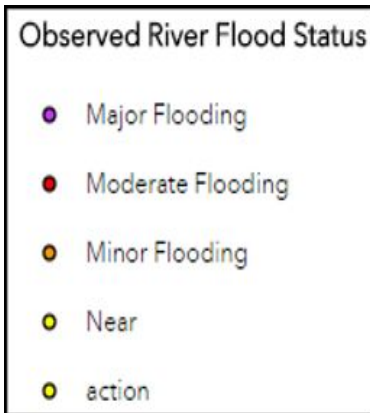 Observed River Flood Status
Major Flooding
Moderate Flooding
Minor Flooding
Near
action